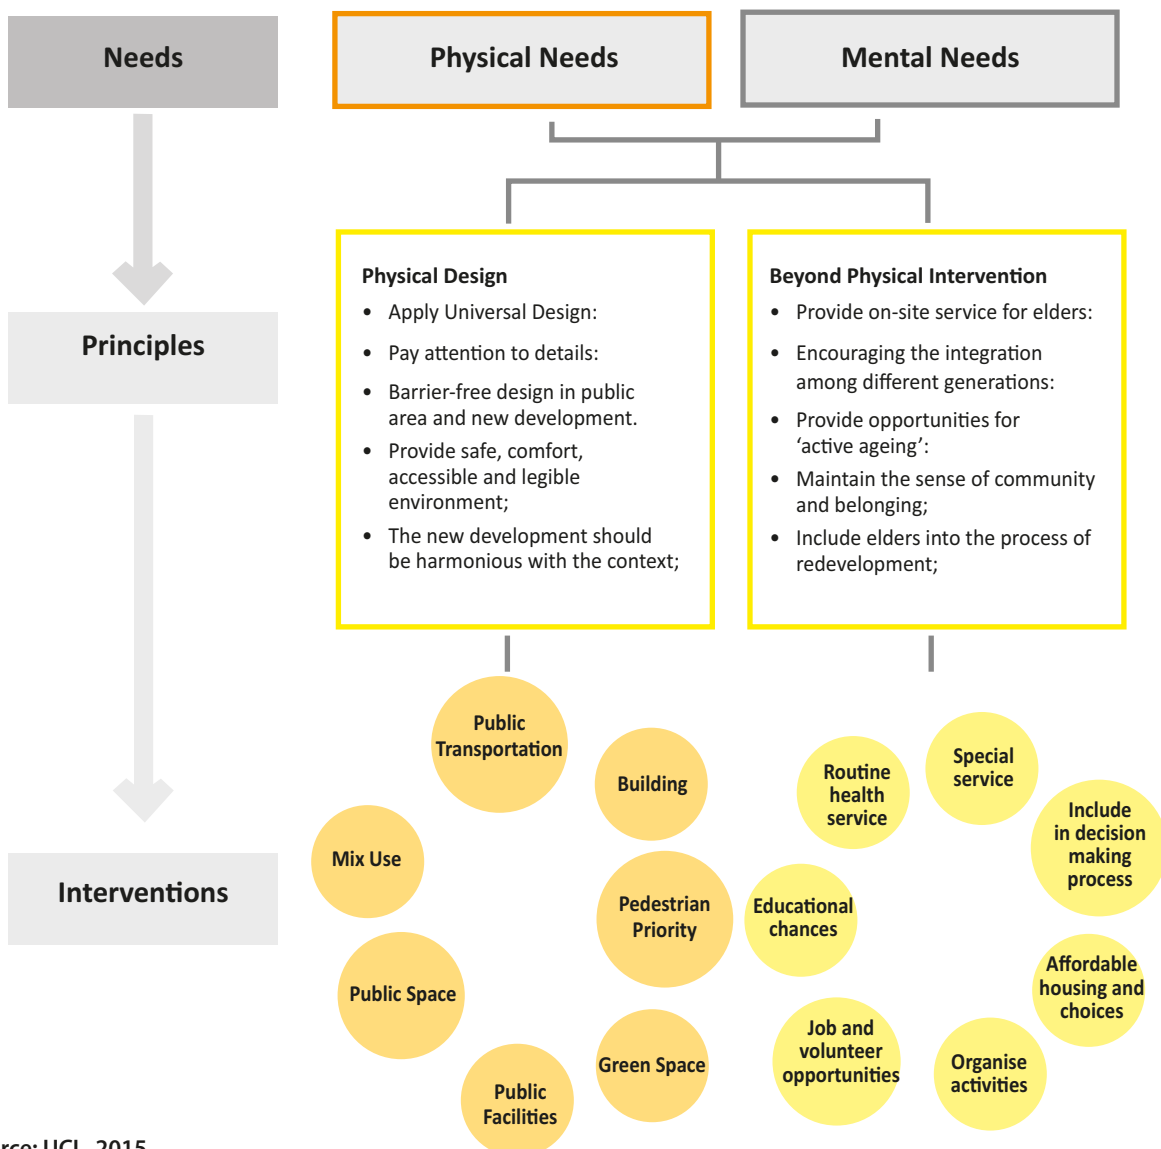 Needs
Physical Needs
Mental Needs
Principles
Physical Design
• Apply Universal Design:
• Pay attention to details:
• Barrier-free design in public
area and new development.
• Provide safe, comfort,
accessible and legible
environment;
• The new development should
be harmonious with the context;
Beyond Physical Intervention
• Provide on-site service for elders:
• Encouraging the integration
among different generations:
• Provide opportunities for
‘active ageing’:
• Maintain the sense of community
and belonging;
• Include elders into the process of
redevelopment;
Interventions
Public
Transportation
Building
Mix Use
Pedestrian
Priority
Public Space
Green Space
Public
Facilities
Routine
health
service
Special
service
Include
in decision
making
process
Educational
chances
Affordable
housing and
choices
Job and
volunteer
opportunities
Organise
activities
UCL, 2015